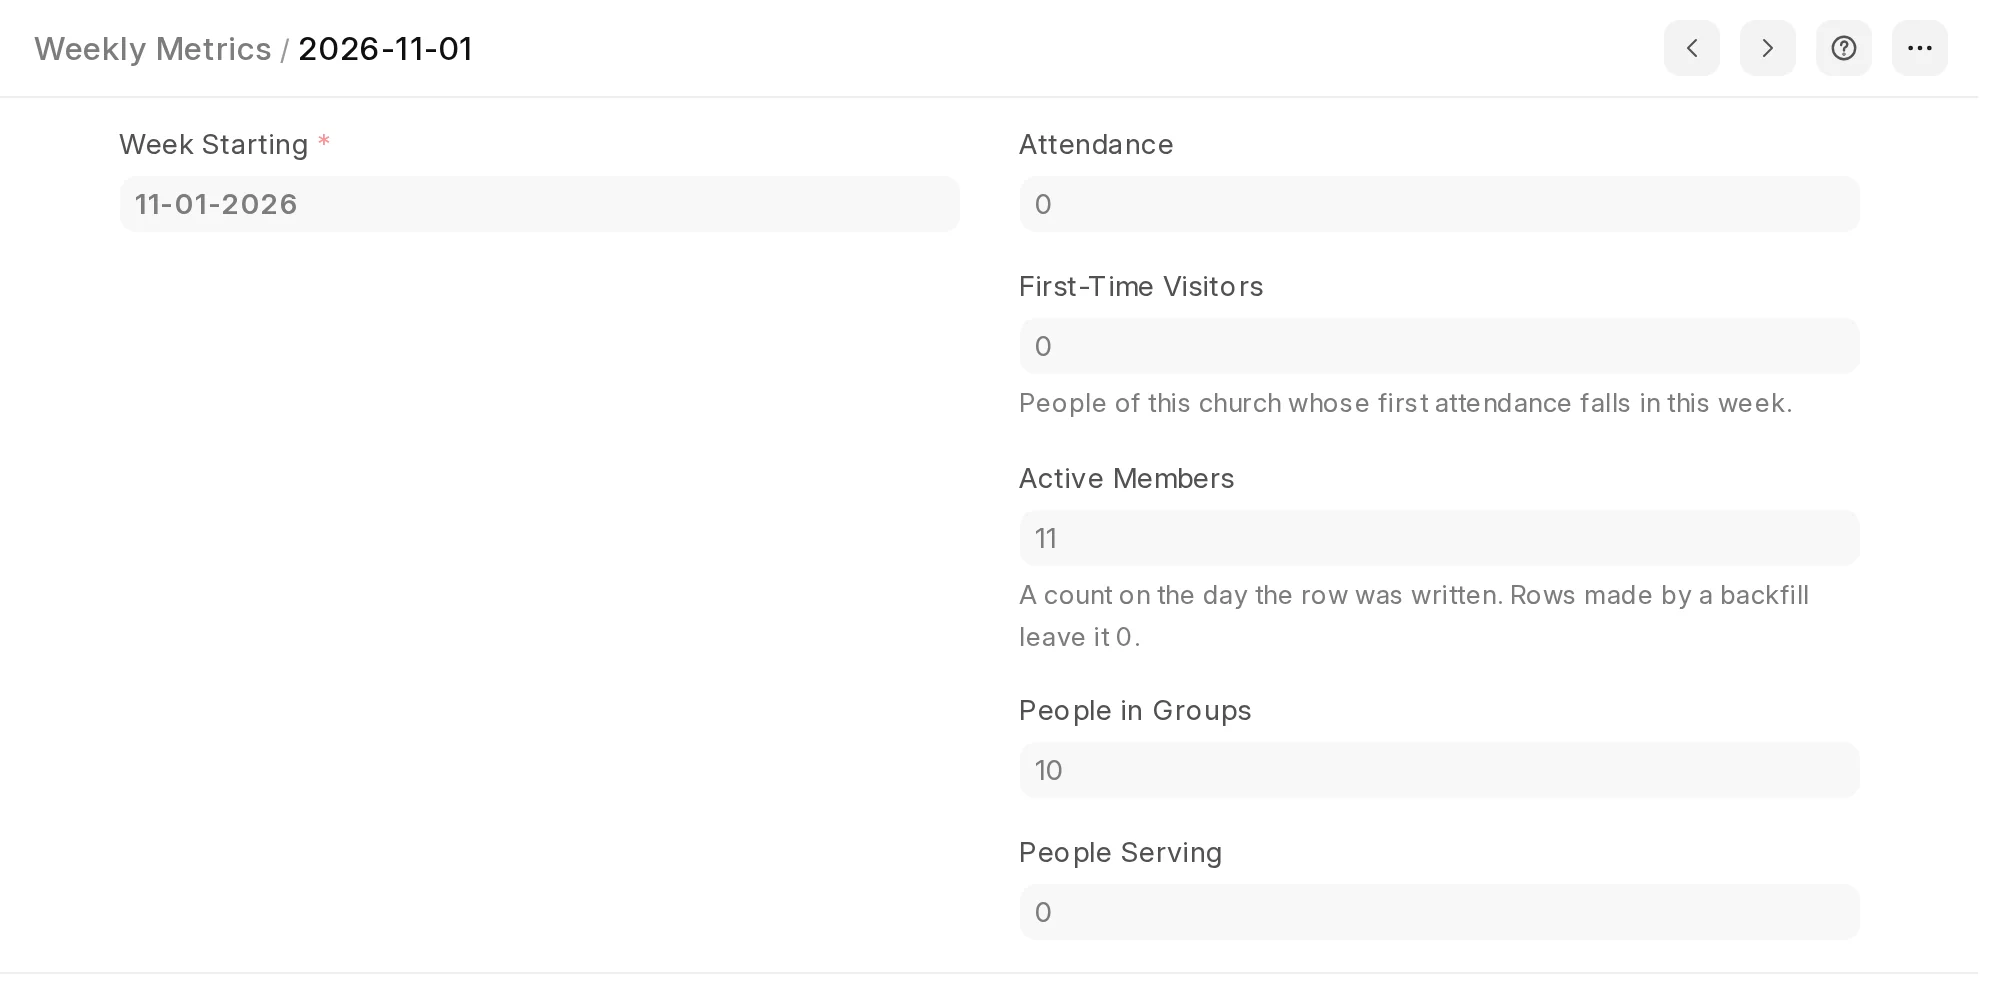 Weekly Metrics / 2026-11-01
Week Starting *
11-01-2026
Attendance
0
First-Time Visitors
0
People of this church whose first attendance falls in this week.
Active Members
11
A count on the day the row was written. Rows made by a backfill
leave it 0.
People in Groups
10
People Serving
0